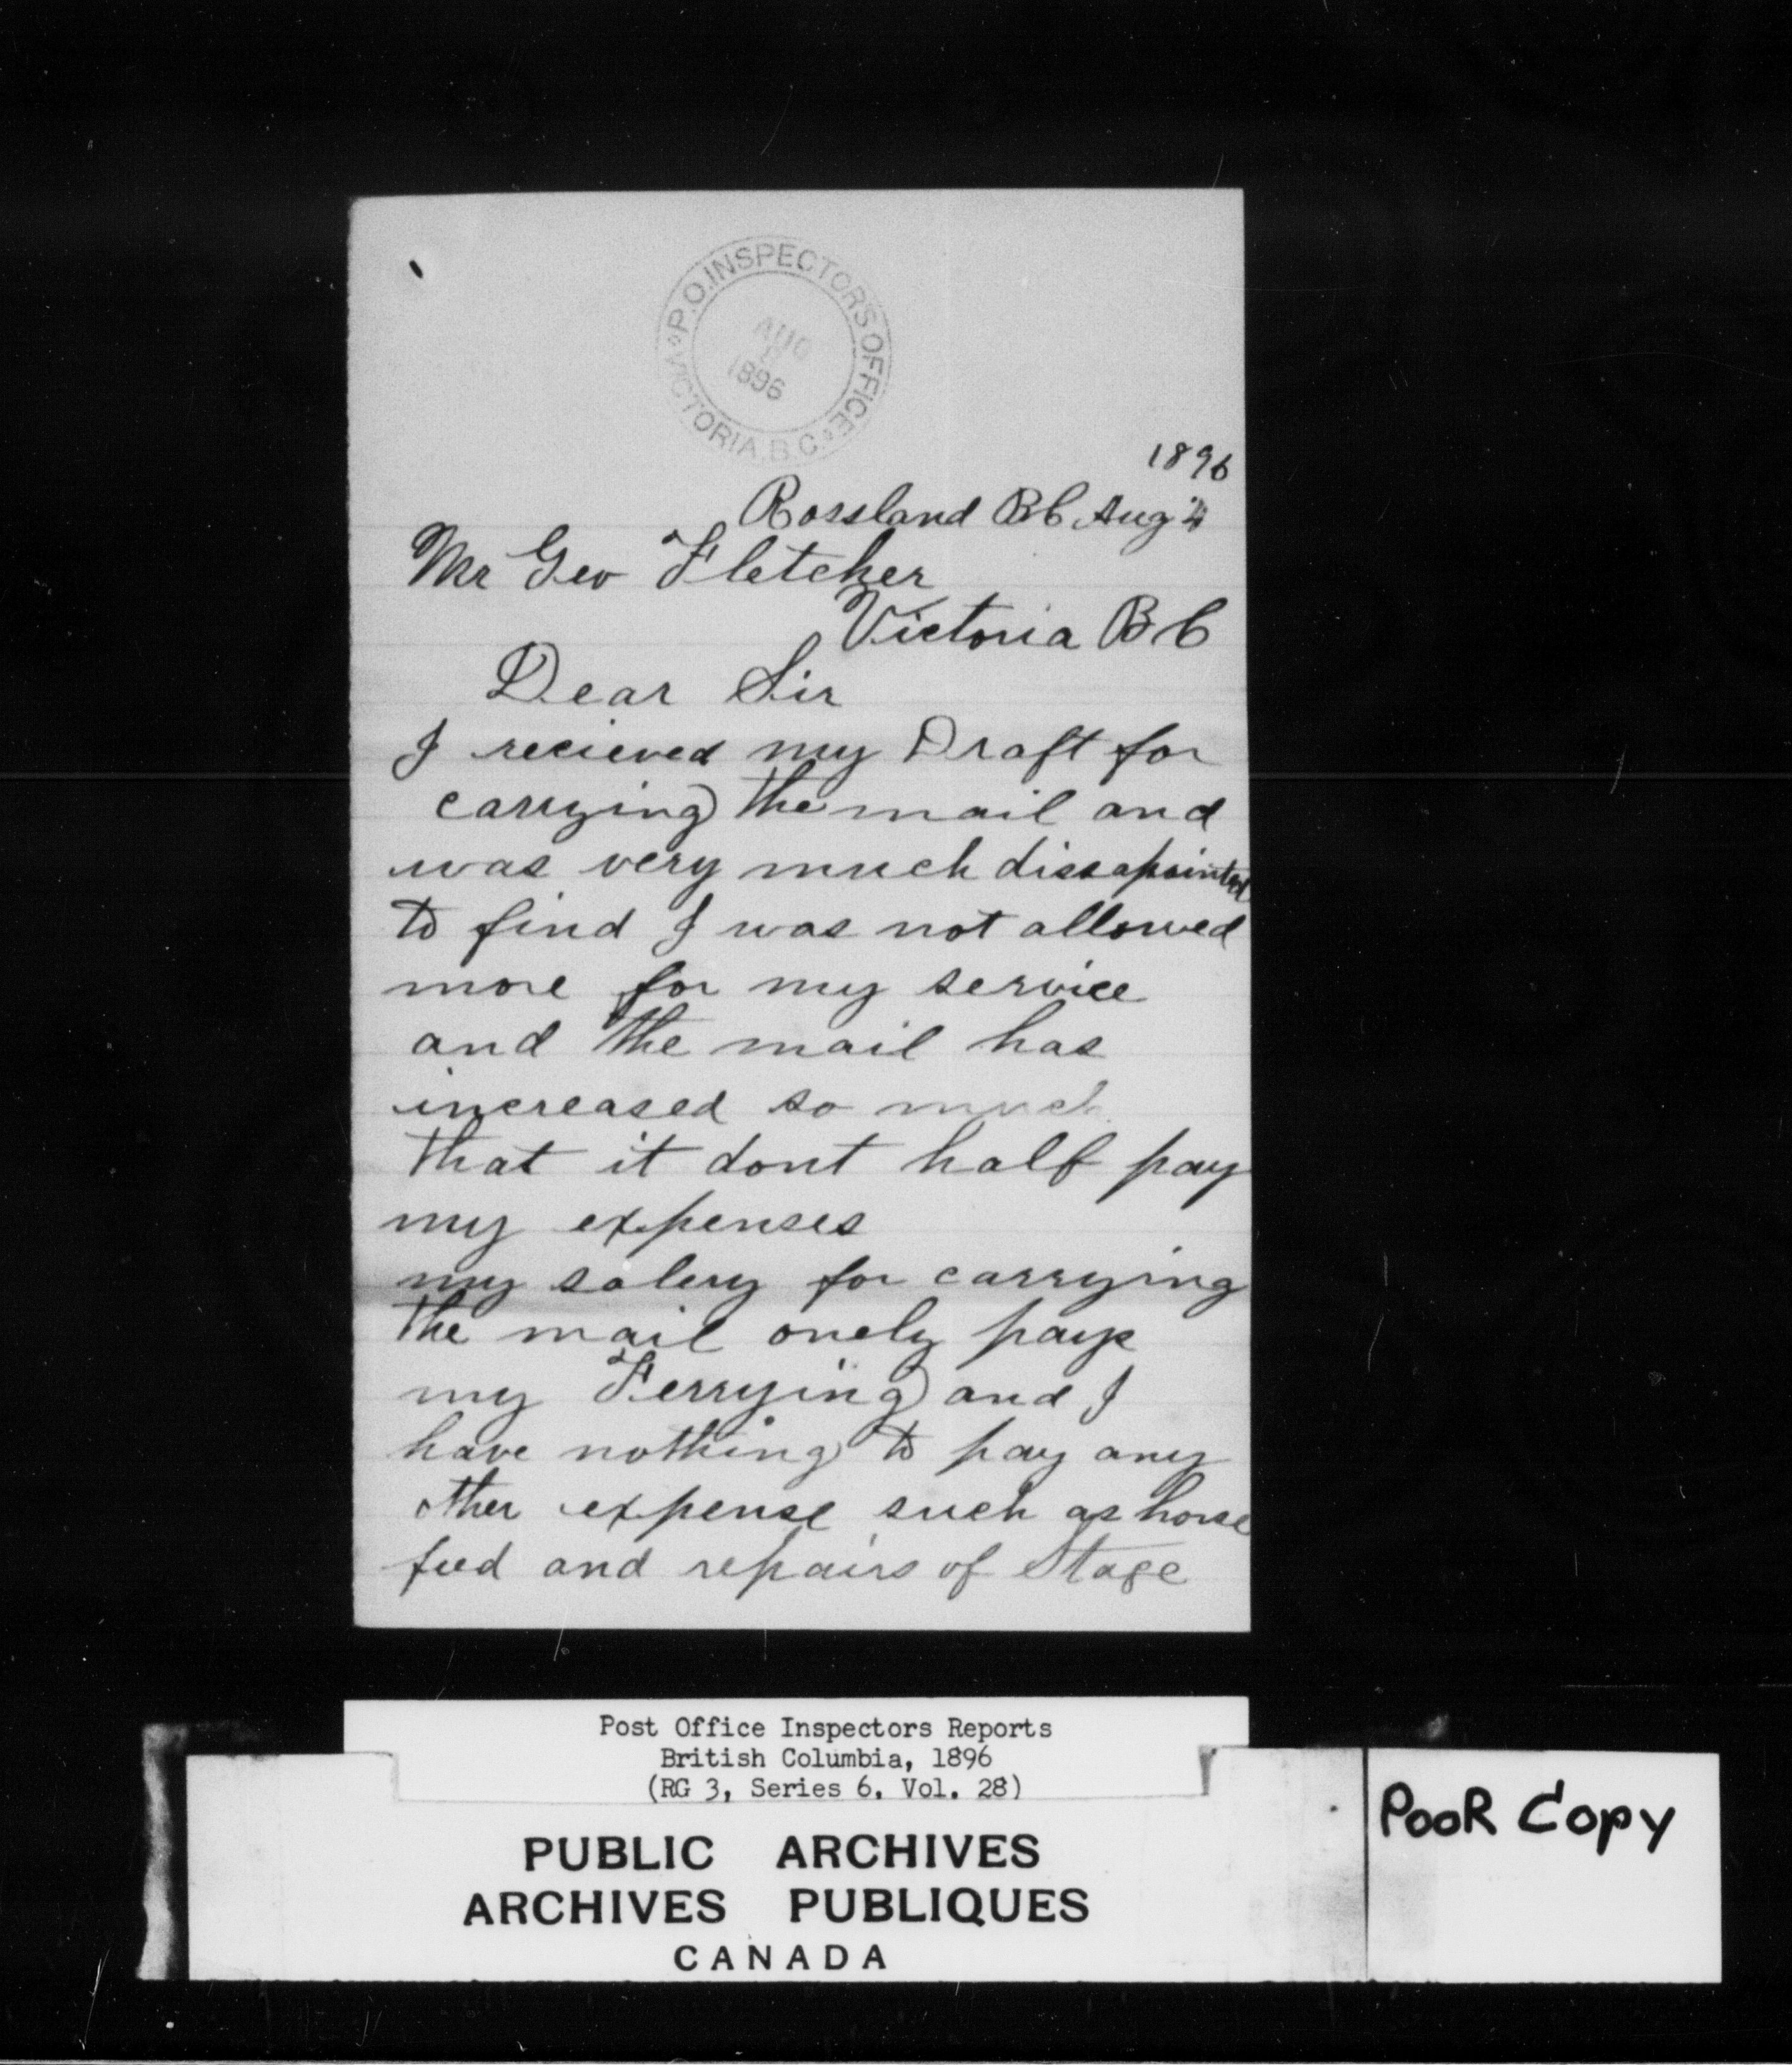 P.O. INSPECTOR'S OFFICE
AUG
1896
VICTORIA, B.C.
1896
Rossland BC Aug 4
Mr Geo Fletcher
Victoria BC
Dear Sir
I recieved my Draft for
carrying the mail and
was very much dissapointed
to find I was not allowed
more for my service
and the mail has
increased so much
that it dont half pay
my expenses
my salery for carrying
the mail onely pays
my Ferrying and I
have nothing to pay any
other expense such as horse
feed and repairs of Stage
Post Office Inspectors Reports
British Columbia, 1896
(RG 3, Series 6, Vol. 28)
PUBLIC ARCHIVES
ARCHIVES PUBLIQUES
CANADA
POOR Copy